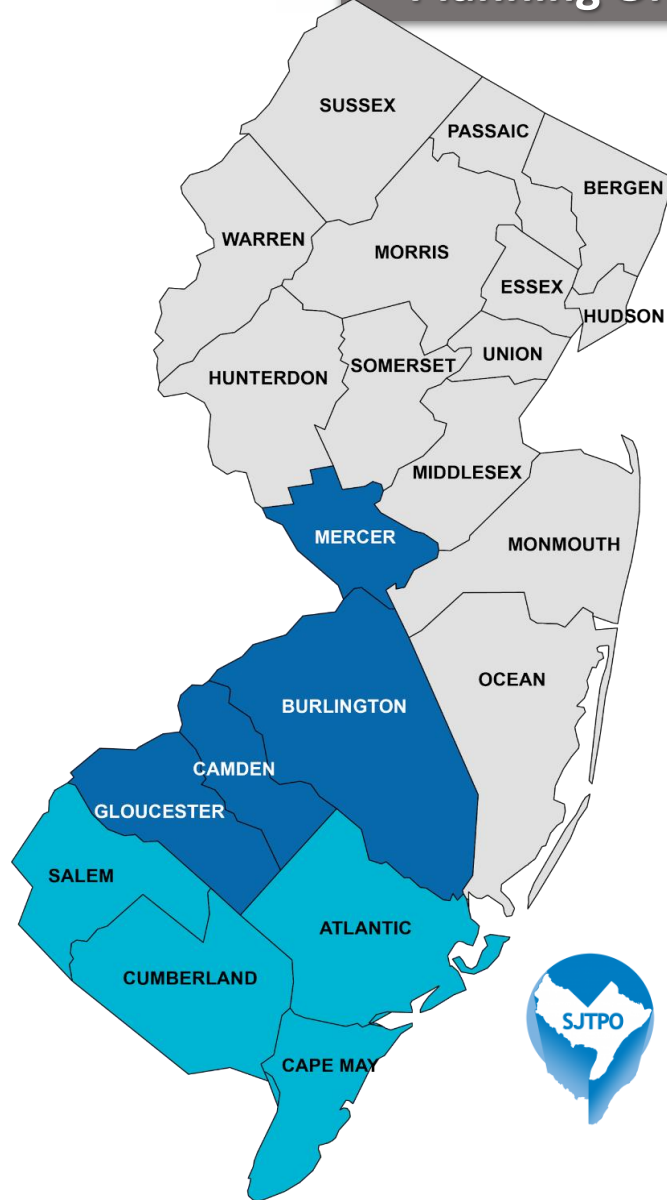 Planning
SUSSEX
PASSAIC
BERGEN
WARREN
MORRIS
ESSEX
HUDSON
UNION
SOMERSET
HUNTERDON
MIDDLESEX
MERCER
MONMOUTH
OCEAN
BURLINGTON
CAMDEN
GLOUCESTER
SALEM
ATLANTIC
CUMBERLAND
SJTPO
CAPE MAY